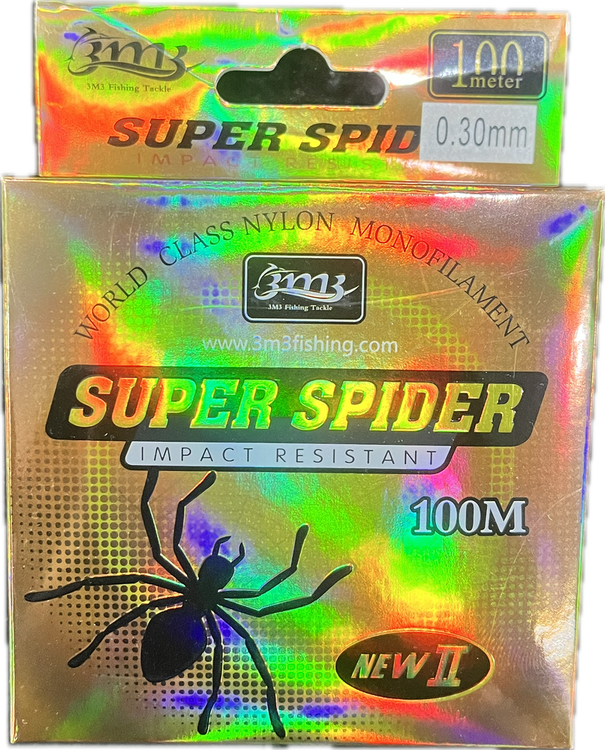 3M3
3M3 Fishing Tackle
100
meter
SUPER SPID
0.30mm
IMPACT RESIS
WORLD CLASS NYLON MONOFILAMENT
3M3
3M3 Fishing Tackle
www.3m3fishing.com
SUPER SPIDER
IMPACT RESISTANT
100M
NEW II